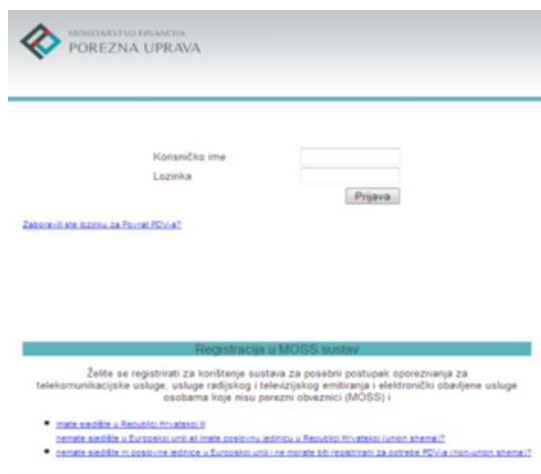 MINISTARSTVO FINANCIJA
POREZNA UPRAVA
Korisničko ime
Lozinka
Prijava
Zaboravili ste lozinku za Povrat PDV-a?
Registracija u MOSS sustav
Želite se registrirati za korištenje sustava za posebni postupak oporezivanja za
telekomunikacijske usluge, usluge radijskog i televizijskog emitiranja i elektronički obavljene usluge
osobama koje nisu porezni obveznici (MOSS) i
imate sjedište u Republici Hrvatskoj ili
nemate sjedište u Europskoj uniji ali imate poslovnu jedinicu u Republici Hrvatskoj (union shema)?
nemate sjedište ni poslovne jedinice u Europskoj uniji i ne morate biti registrirani za potrebe PDV-a (non-union shema)?